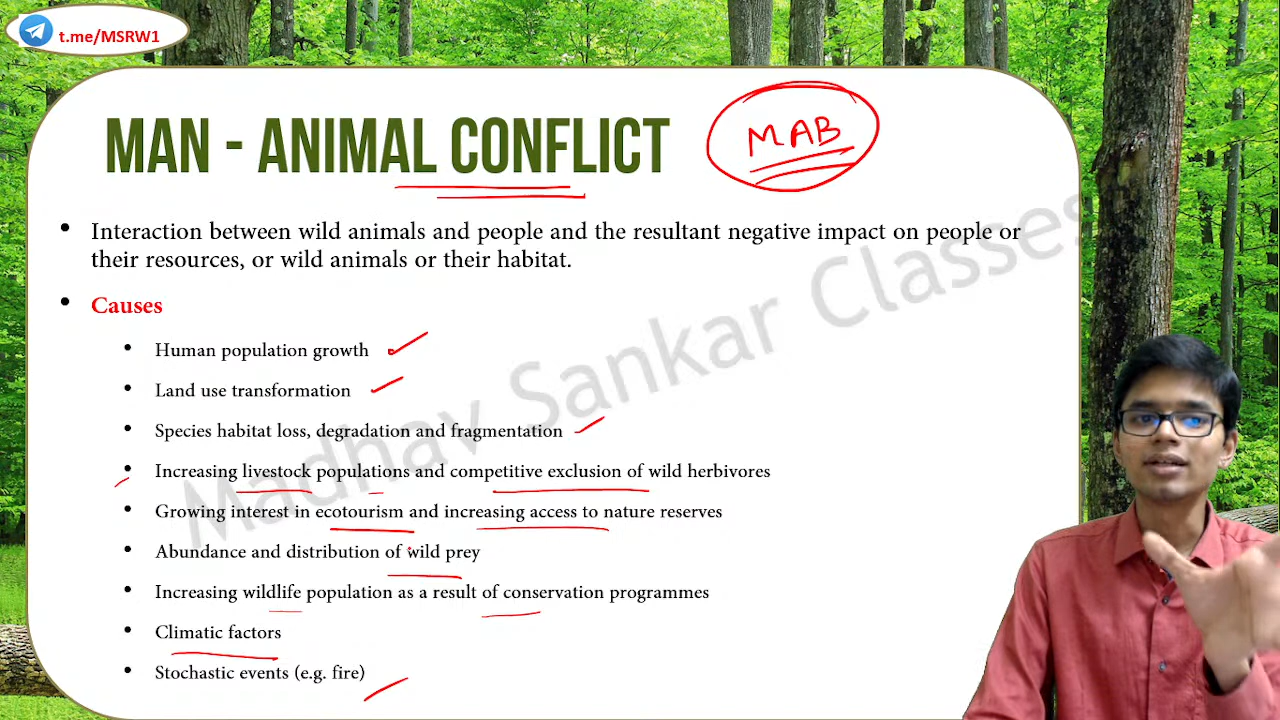 t.me/MSRW1
MAN - ANIMAL CONFLICT
MAB
• Interaction between wild animals and people and the resultant negative impact on people or
their resources, or wild animals or their habitat.
• Causes
• Human population growth
• Land use transformation
• Species habitat loss, degradation and fragmentation
• Increasing livestock populations and competitive exclusion of wild herbivores
• Growing interest in ecotourism and increasing access to nature reserves
• Abundance and distribution of wild prey
• Increasing wildlife population as a result of conservation programmes
• Climatic factors
• Stochastic events (e.g. fire)
Madhav Sankar Classes